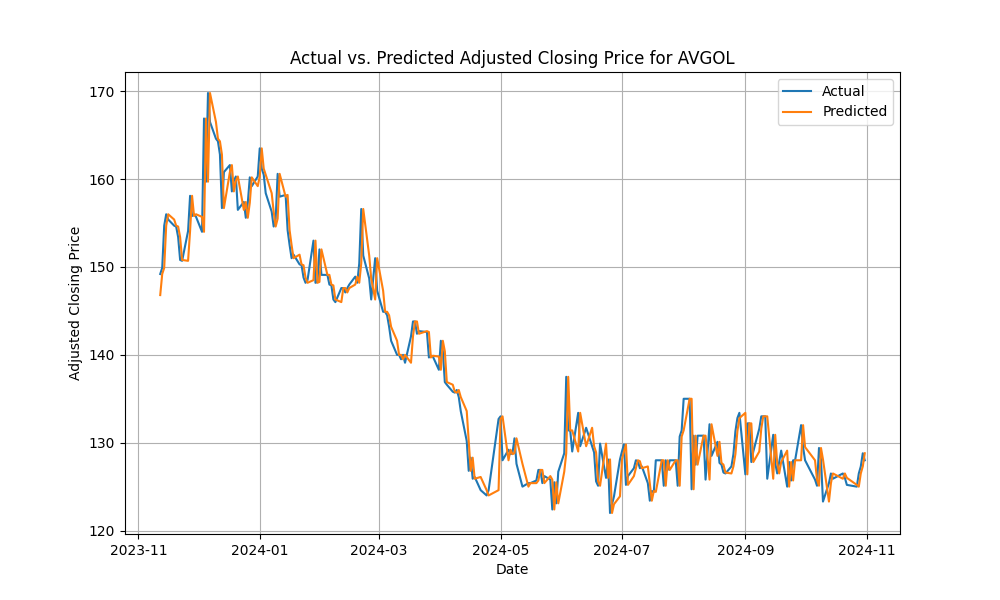 Actual vs. Predicted Adjusted Closing Price for AVGOL
Actual
Predicted
Adjusted Closing Price
170
160
150
140
130
120
2023-11 2024-01 2024-03 2024-05 2024-07 2024-09 2024-11
Date